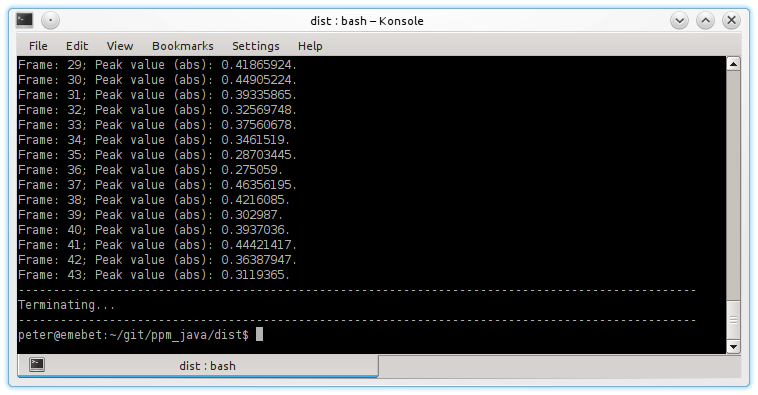 dist : bash – Konsole
File Edit View Bookmarks Settings Help
Frame: 29; Peak value (abs): 0.41865924.
Frame: 30; Peak value (abs): 0.44905224.
Frame: 31; Peak value (abs): 0.39335865.
Frame: 32; Peak value (abs): 0.32569748.
Frame: 33; Peak value (abs): 0.37560678.
Frame: 34; Peak value (abs): 0.3461519.
Frame: 35; Peak value (abs): 0.28703445.
Frame: 36; Peak value (abs): 0.275059.
Frame: 37; Peak value (abs): 0.46356195.
Frame: 38; Peak value (abs): 0.4216085.
Frame: 39; Peak value (abs): 0.302987.
Frame: 40; Peak value (abs): 0.3937036.
Frame: 41; Peak value (abs): 0.44421417.
Frame: 42; Peak value (abs): 0.36387947.
Frame: 43; Peak value (abs): 0.3119365.
--------------------------------------------------------------------------------------------------
Terminating...
--------------------------------------------------------------------------------------------------
peter@emebet:~/git/ppm_java/dist$
dist : bash